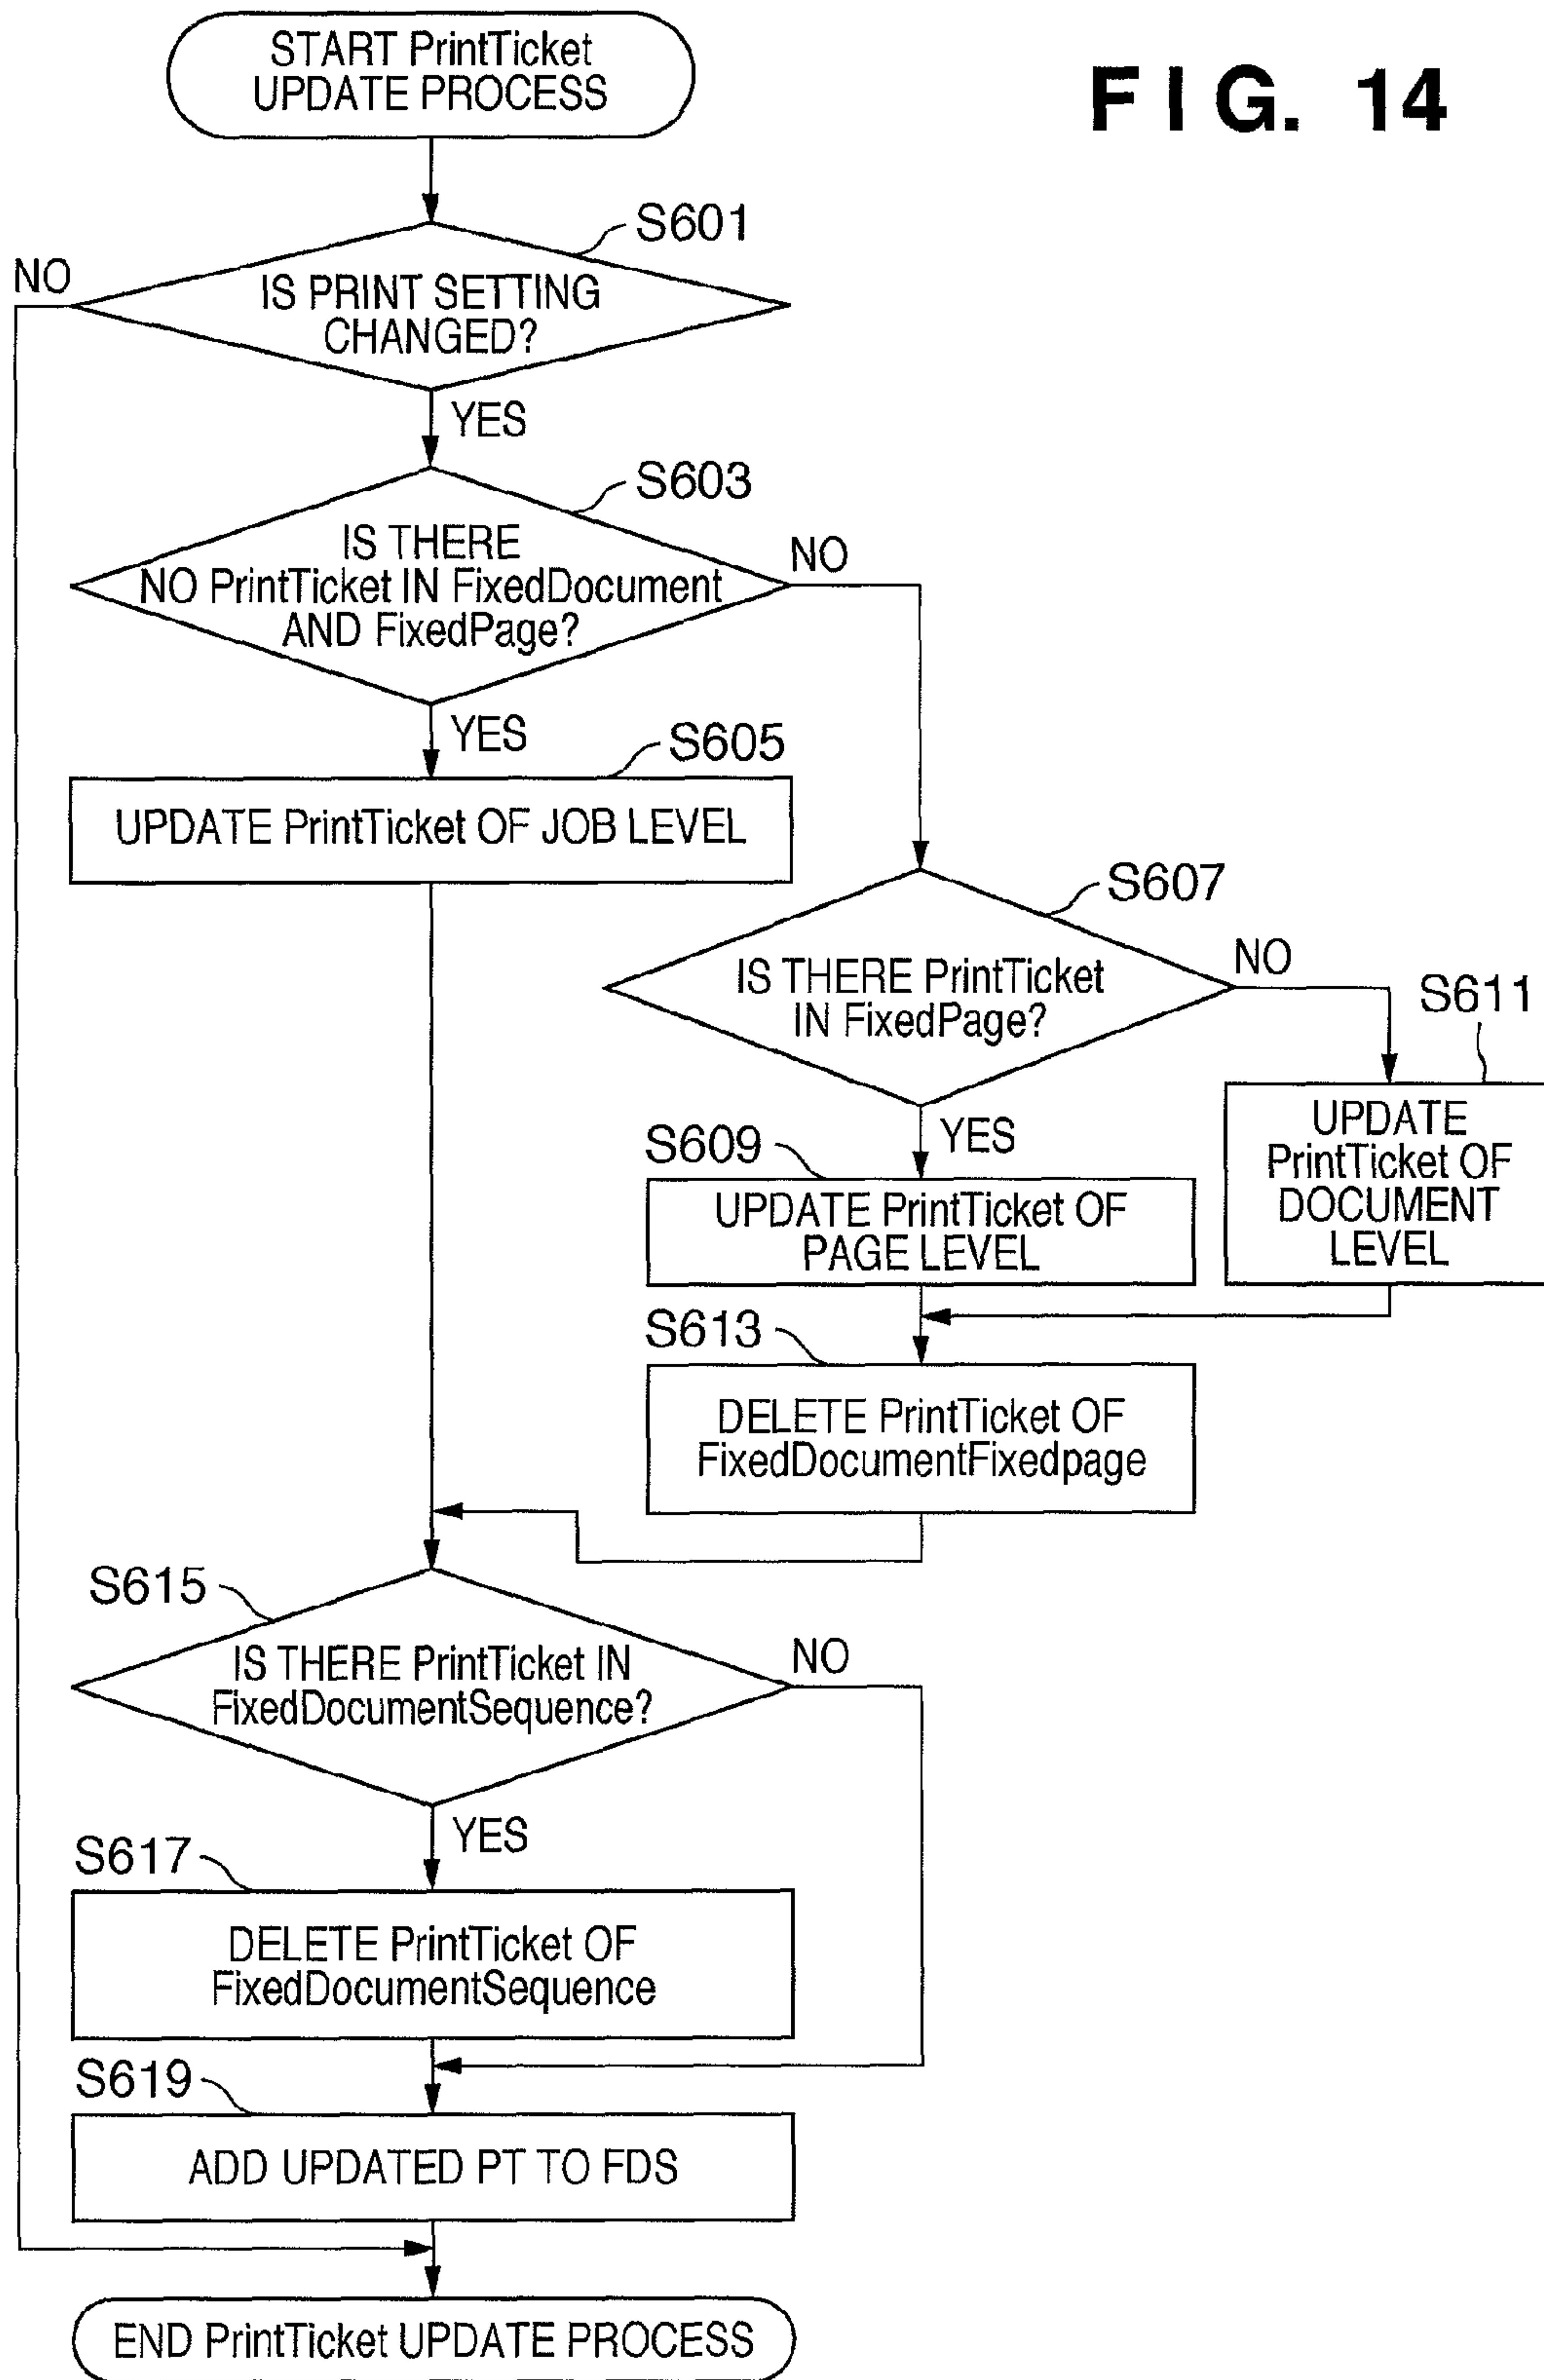 FIG. 14
START PrintTicket
UPDATE PROCESS
S601
NO
IS PRINT SETTING
CHANGED?
YES
S603
IS THERE
NO PrintTicket IN FixedDocument
AND FixedPage?
NO
YES
S605
UPDATE PrintTicket OF JOB LEVEL
S607
IS THERE PrintTicket
IN FixedPage?
NO
S611
YES
UPDATE
PrintTicket OF
DOCUMENT
LEVEL
S609
UPDATE PrintTicket OF
PAGE LEVEL
S613
DELETE PrintTicket OF
FixedDocumentFixedpage
S615
IS THERE PrintTicket IN
FixedDocumentSequence?
NO
YES
S617
DELETE PrintTicket OF
FixedDocumentSequence
S619
ADD UPDATED PT TO FDS
END PrintTicket UPDATE PROCESS